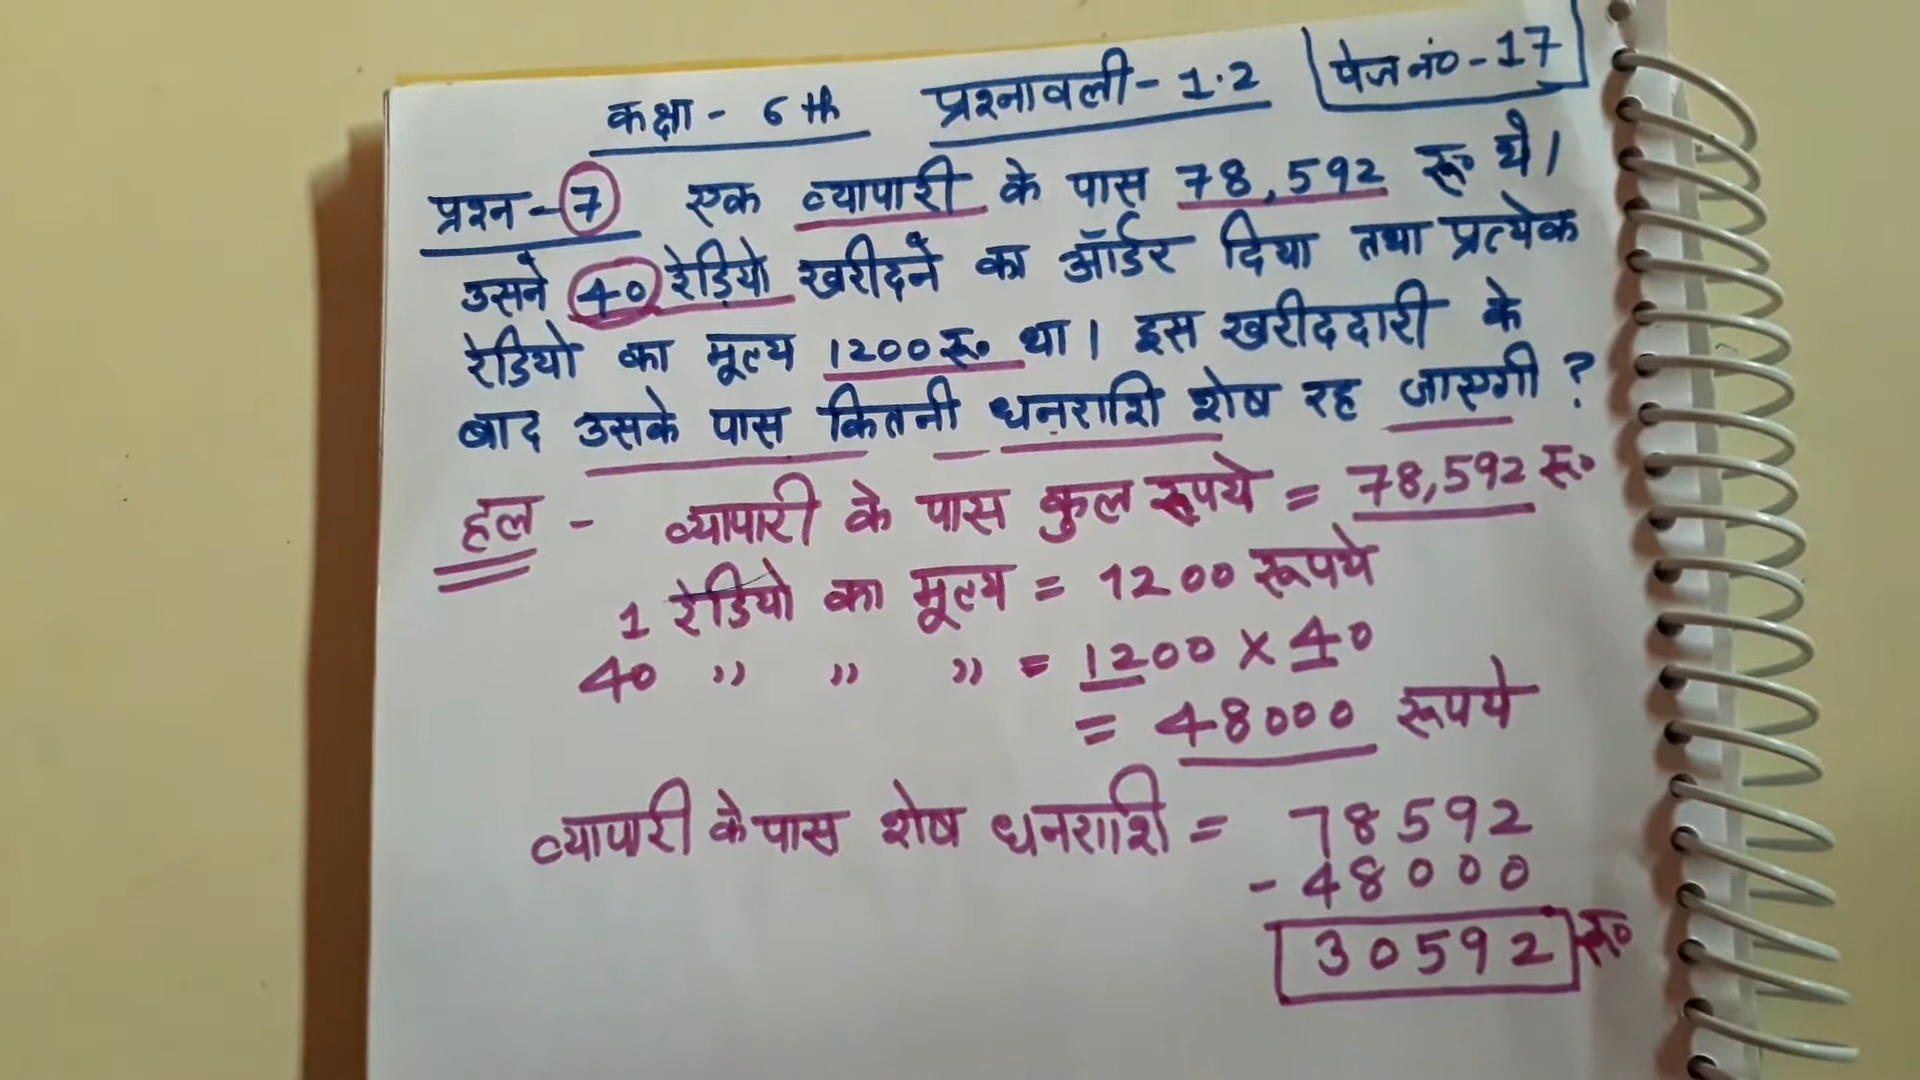 कक्षा - 6th प्रश्नावली - 1.2 पेज नं० - 17
प्रश्न - 7 एक व्यापारी के पास 78,592 रू० थे।
उसने 40 रेडियो खरीदने का ऑर्डर दिया तथा प्रत्येक
रेडियो का मूल्य 1200 रू० था। इस खरीददारी के
बाद उसके पास कितनी धनराशि शेष रह जाएगी ?
हल - व्यापारी के पास कुल रूपये = 78,592 रू०
1 रेडियो का मूल्य = 1200 रूपये
40 " " " = 1200 × 40
= 48000 रूपये
व्यापारी के पास शेष धनराशि = 78592
- 48000
30592 रू०